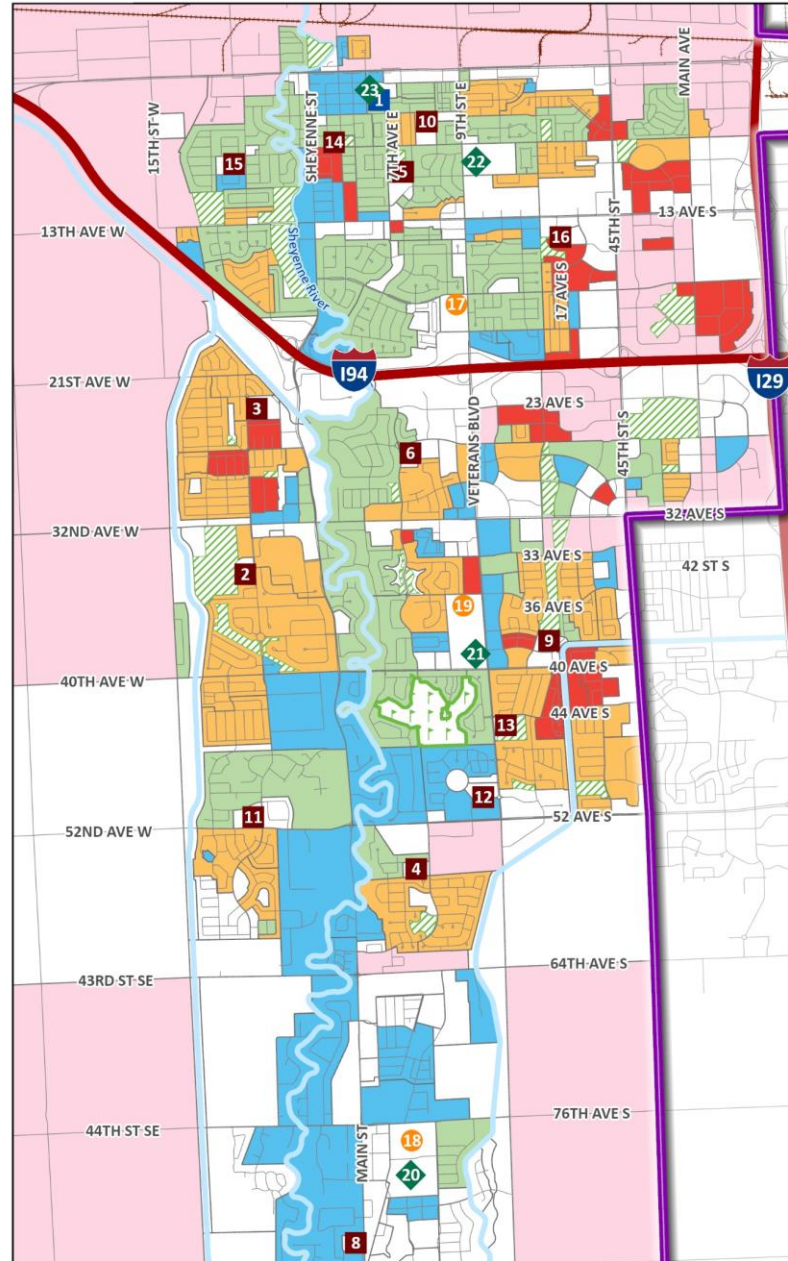 MAIN AVE
23
1
15TH ST W
SHEYENNE ST
14
7TH AVE E
10
9TH ST E
15
5
22
45TH ST
13 AVE S
13TH AVE W
16
Sheyenne River
17 AVE S
17
I94
I29
21ST AVE W
3
23 AVE S
VETERANS BLVD
45TH ST S
6
32ND AVE W
32 AVE S
33 AVE S
42 ST S
2
19
36 AVE S
9
21
40 AVE S
40TH AVE W
44 AVE S
13
12
11
52 AVE S
52ND AVE W
4
64TH AVE S
43RD ST SE
76TH AVE S
44TH ST SE
MAIN ST
18
20
8